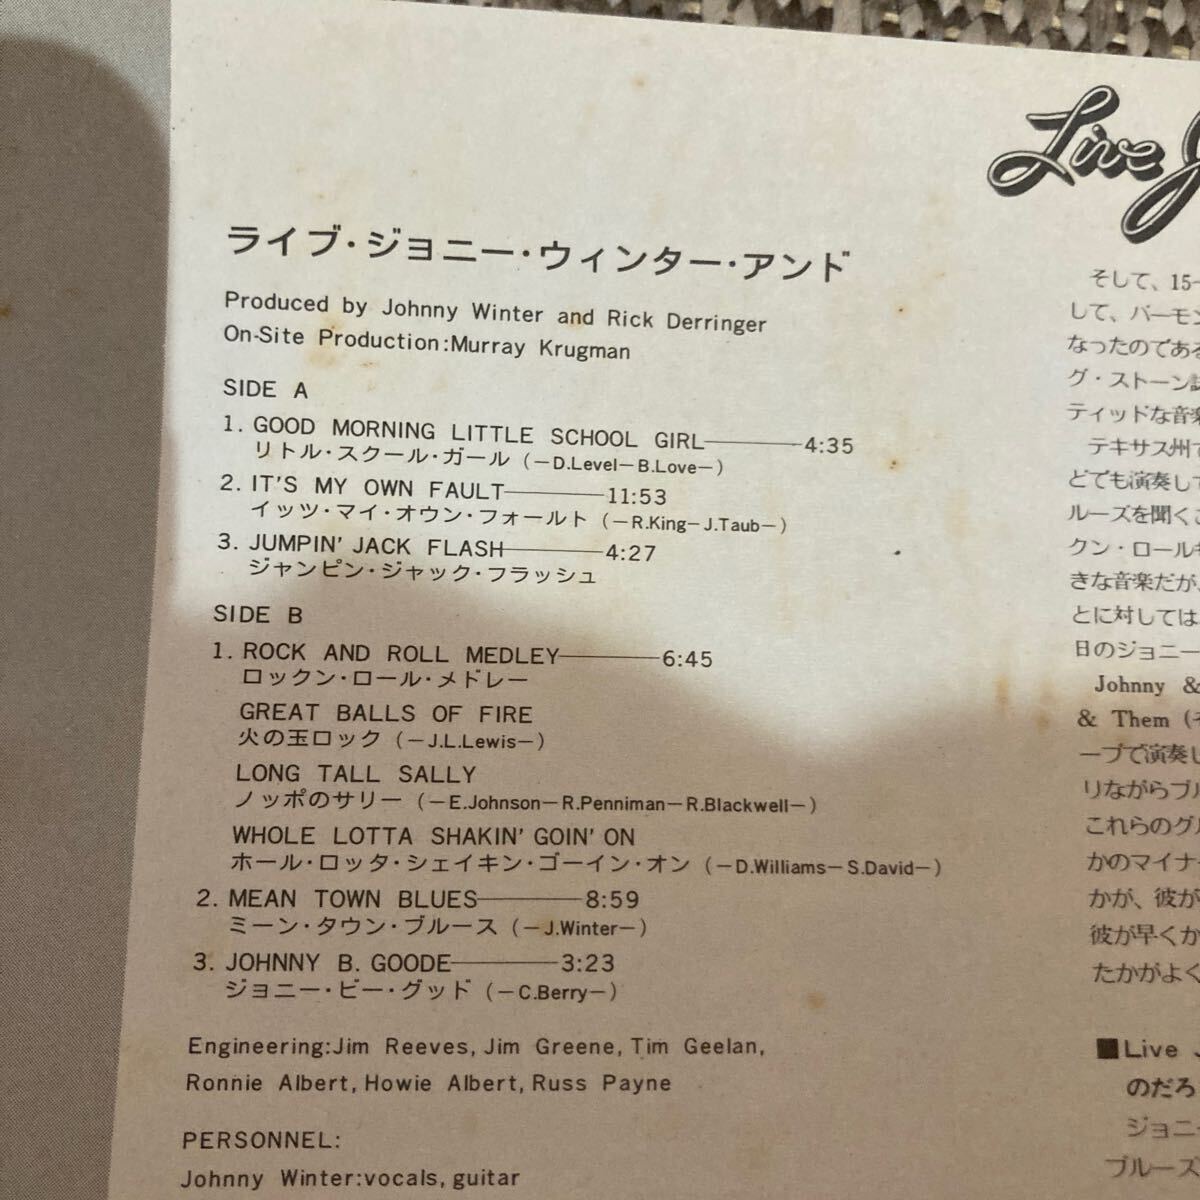 Live
ライブ・ジョニー・ウィンター・アンド
Produced by Johnny Winter and Rick Derringer
On-Site Production:Murray Krugman
SIDE A
1. GOOD MORNING LITTLE SCHOOL GIRL 4:35
リトル・スクール・ガール (—D.Level—B.Love—)
2. IT'S MY OWN FAULT 11:53
イッツ・マイ・オウン・フォールト (—R.King—J.Taub—)
3. JUMPIN' JACK FLASH 4:27
ジャンピン・ジャック・フラッシュ
SIDE B
1. ROCK AND ROLL MEDLEY 6:45
ロックン・ロール・メドレー
GREAT BALLS OF FIRE
火の玉ロック (—J.L.Lewis—)
LONG TALL SALLY
ノッポのサリー (—E.Johnson—R.Penniman—R.Blackwell—)
WHOLE LOTTA SHAKIN' GOIN' ON
ホール・ロッタ・シェイキン・ゴーイン・オン (—D.Williams—S.David—)
2. MEAN TOWN BLUES 8:59
ミーン・タウン・ブルース (—J.Winter—)
3. JOHNNY B. GOODE 3:23
ジョニー・ビー・グッド (—C.Berry—)
Engineering:Jim Reeves, Jim Greene, Tim Geelan,
Ronnie Albert, Howie Albert, Russ Payne
PERSONNEL:
Johnny Winter:vocals, guitar
そして、15
して、バーモン
なったのである
グ・ストーン誌
ティッドな音楽
テキサス州で
どでも演奏して
ルーズを聞くこ
クン・ロール
きな音楽だが、
とに対しては、
日のジョニー
Johnny &
& Them (
ープで演奏し
りながらブル
これらのグル
かのマイナー
かが、彼が
彼が早くか
たかがよく
■Live J
のだろ
ジョニー
ブルーズ